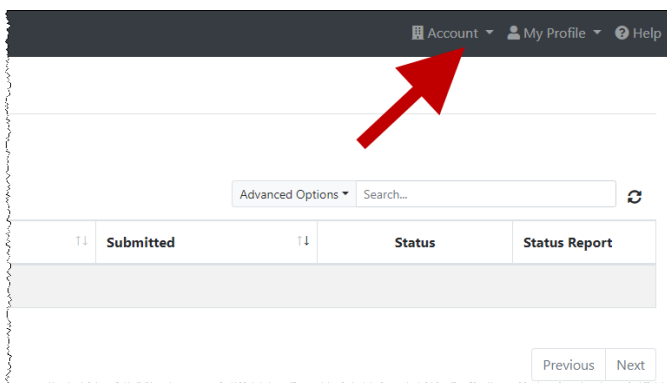 Account My Profile Help
Advanced Options Search...
Submitted Status Status Report
Previous Next